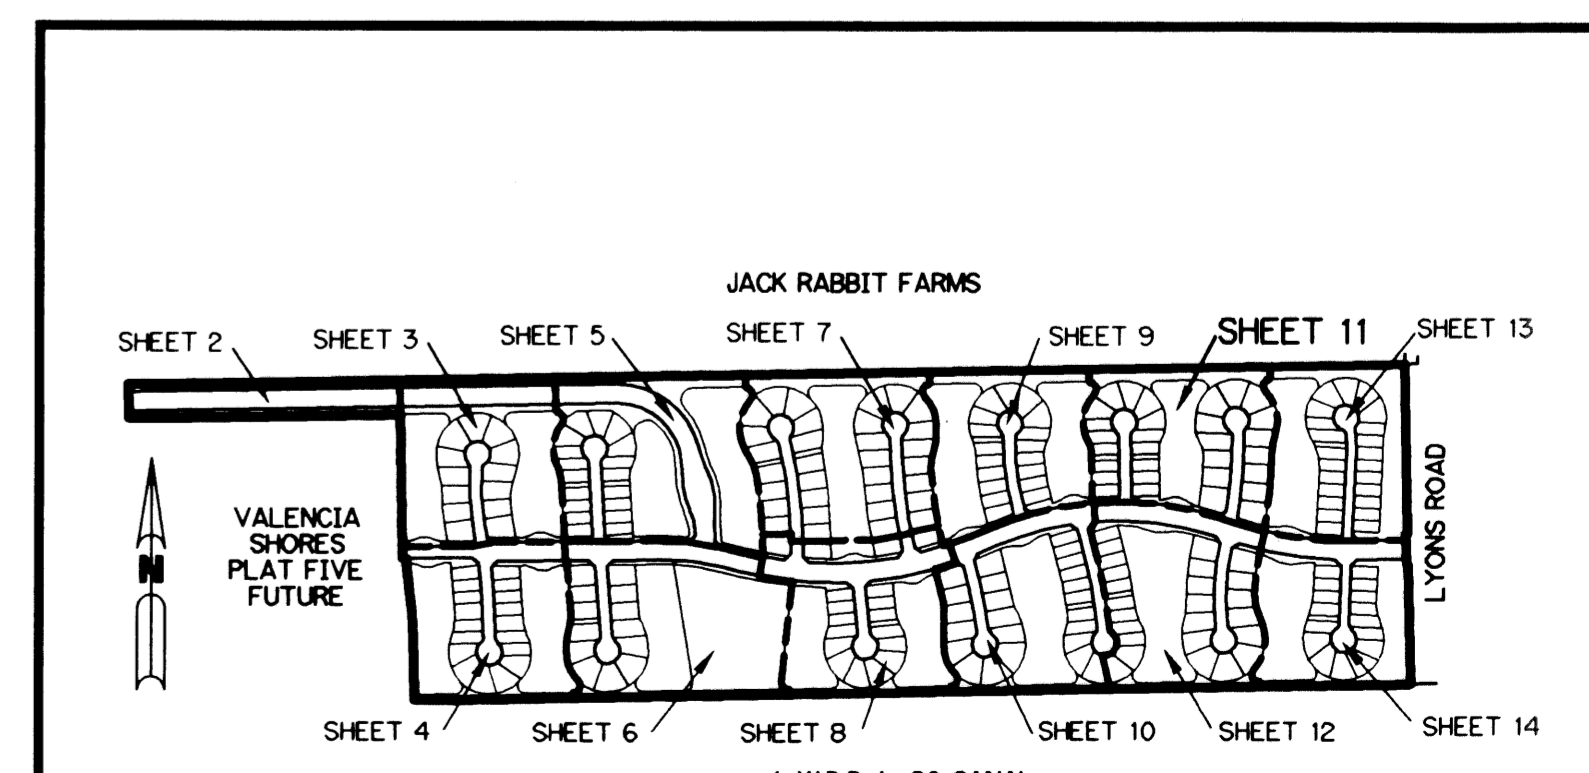 JACK RABBIT FARMS
SHEET 2
SHEET 3
SHEET 5
SHEET 7
SHEET 9
SHEET 11
SHEET 13
LYONS ROAD
N
VALENCIA
SHORES
PLAT FIVE
FUTURE
SHEET 4
SHEET 6
SHEET 8
SHEET 10
SHEET 12
SHEET 14